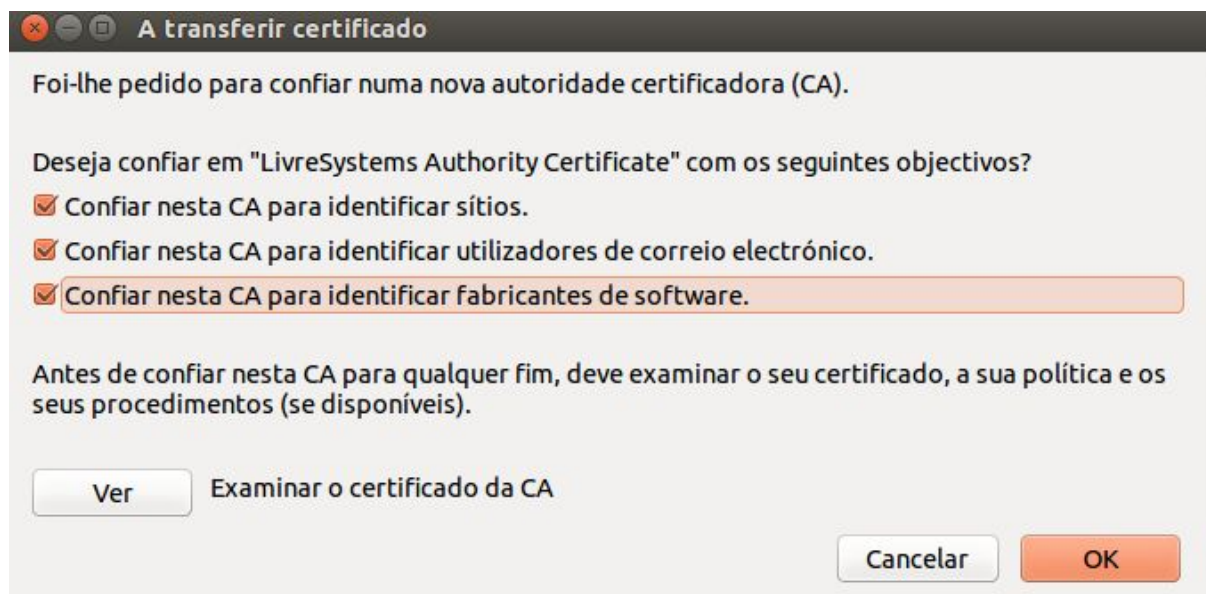 A transferir certificado
Foi-lhe pedido para confiar numa nova autoridade certificadora (CA).
Deseja confiar em "LivreSystems Authority Certificate" com os seguintes objectivos?
Confiar nesta CA para identificar sítios.
Confiar nesta CA para identificar utilizadores de correio electrónico.
Confiar nesta CA para identificar fabricantes de software.
Antes de confiar nesta CA para qualquer fim, deve examinar o seu certificado, a sua política e os
seus procedimentos (se disponíveis).
Ver Examinar o certificado da CA
Cancelar OK